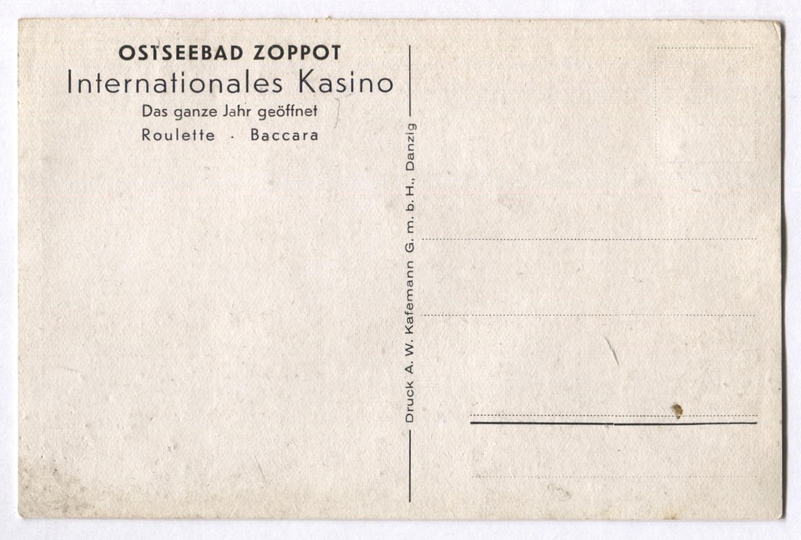 OSTSEEBAD ZOPPOT
Internationales Kasino
Das ganze Jahr geöffnet
Roulette · Baccara
Druck A. W. Kafemann G. m. b. H., Danzig